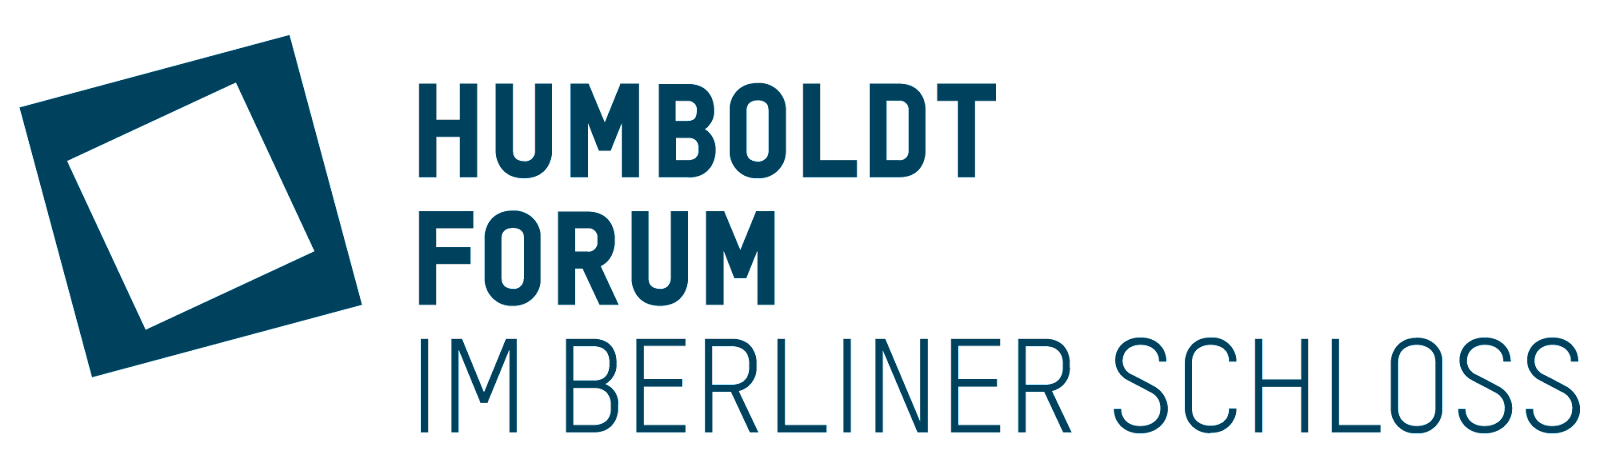 HUMBOLDT
FORUM
IM BERLINER SCHLOSS